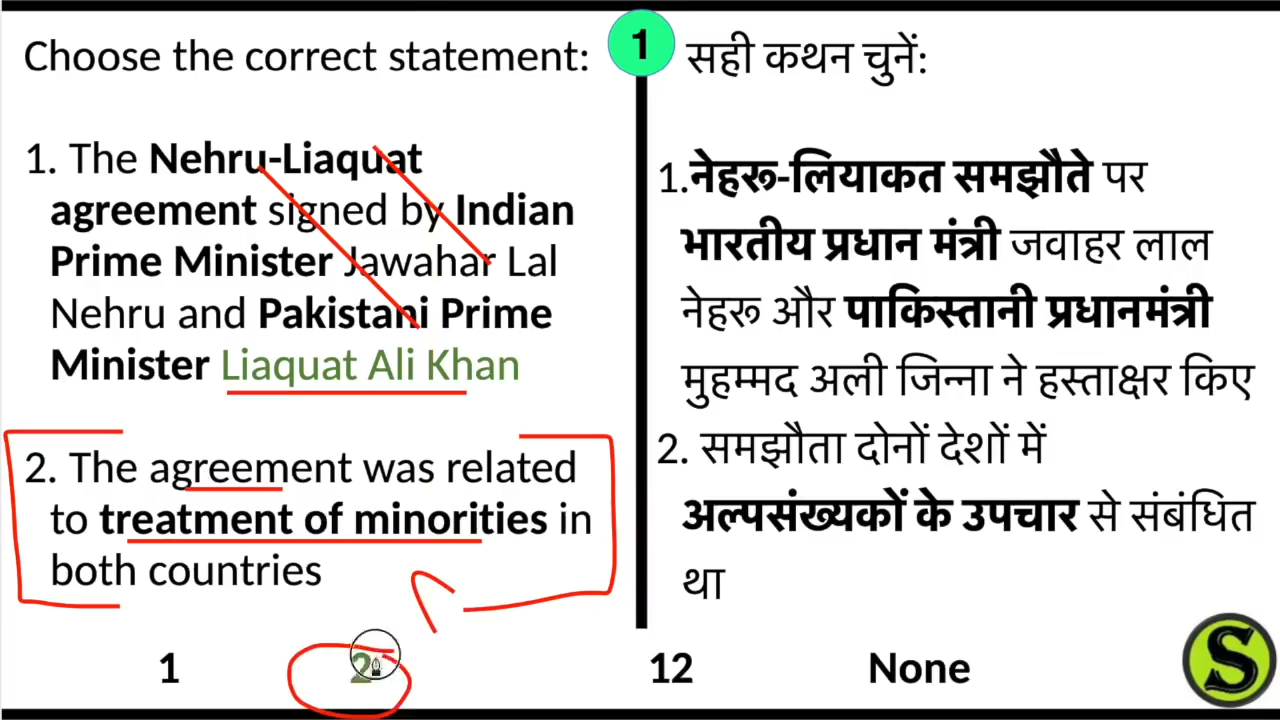 Choose the correct statement:
1. The Nehru-Liaquat
agreement signed by Indian
Prime Minister Jawahar Lal
Nehru and Pakistani Prime
Minister Liaquat Ali Khan
2. The agreement was related
to treatment of minorities in
both countries
1
सही कथन चुनें:
1.नेहरू-लियाकत समझौते पर
भारतीय प्रधान मंत्री जवाहर लाल
नेहरू और पाकिस्तानी प्रधानमंत्री
मुहम्मद अली जिन्ना ने हस्ताक्षर किए
2. समझौता दोनों देशों में
अल्पसंख्यकों के उपचार से संबंधित
था
1 2 12 None
S